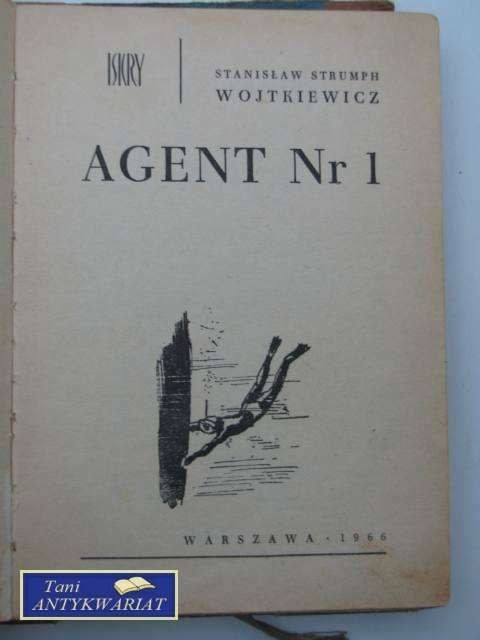 ISKRY
STANISŁAW STRUMPH
WOJTKIEWICZ
AGENT Nr 1
WARSZAWA · 1966
Tani
ANTYKWARIAT